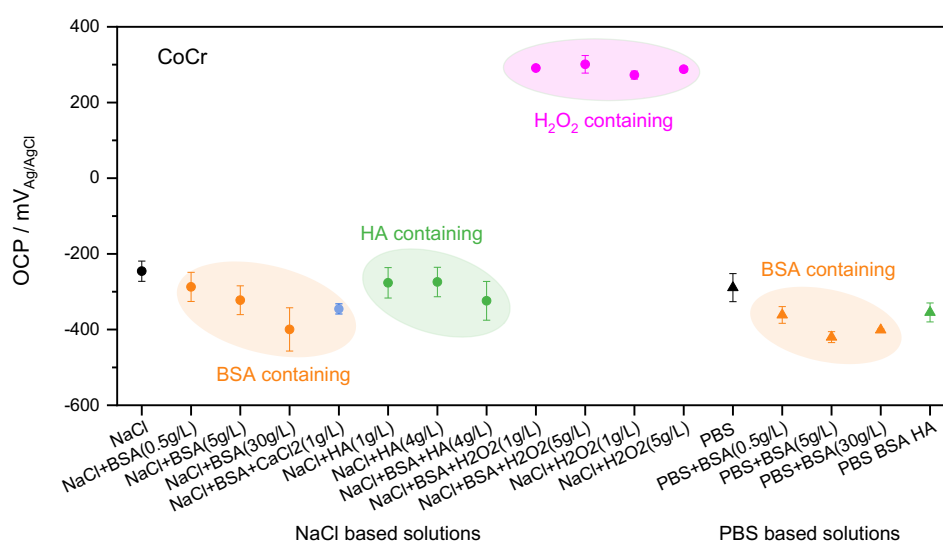 400
200
0
-200
-400
-600
OCP / mV Ag/AgCl
CoCr
H2O2 containing
HA containing
BSA containing
BSA containing
NaCl
NaCl+BSA(0.5g/L)
NaCl+BSA(5g/L)
NaCl+BSA(30g/L)
NaCl+BSA+CaCl2(1g/L)
NaCl+HA(1g/L)
NaCl+HA(4g/L)
NaCl+BSA+HA(4g/L)
NaCl+BSA+H2O2(1g/L)
NaCl+BSA+H2O2(5g/L)
NaCl+H2O2(1g/L)
NaCl+H2O2(5g/L)
PBS
PBS+BSA(0.5g/L)
PBS+BSA(5g/L)
PBS+BSA(30g/L)
PBS BSA HA
NaCl based solutions
PBS based solutions